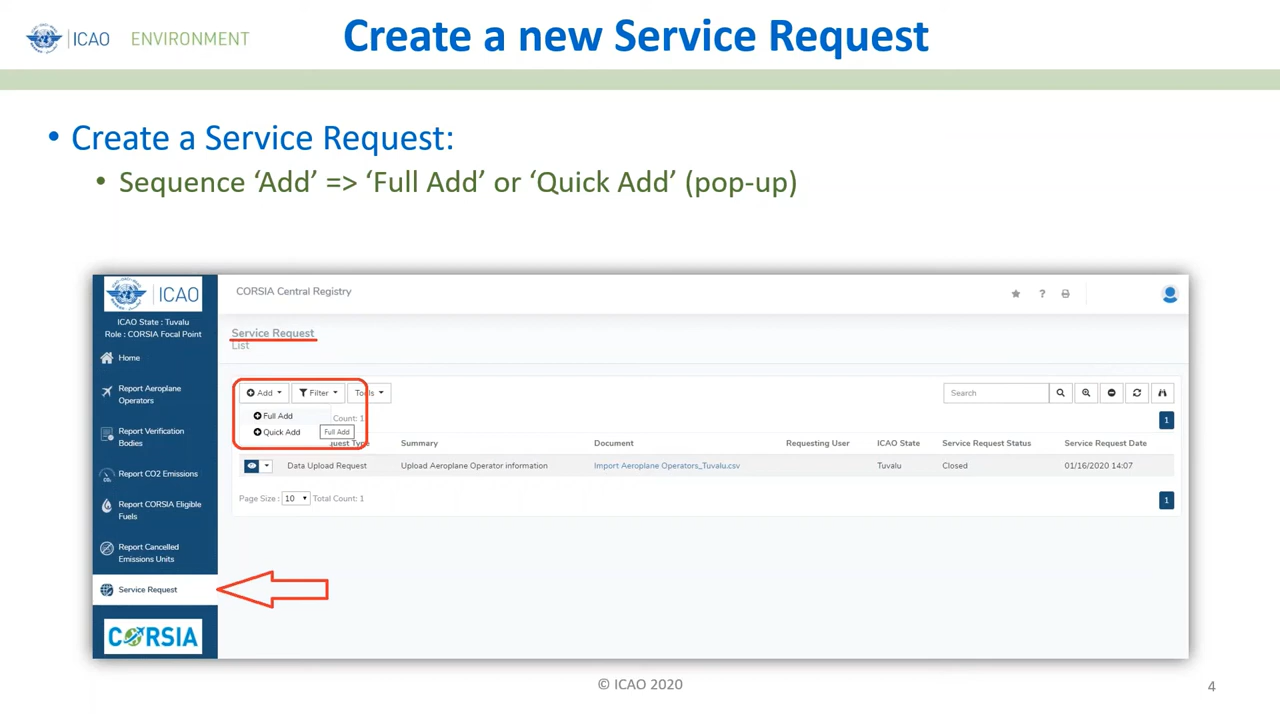 ICAO ENVIRONMENT
Create a new Service Request
• Create a Service Request:
• Sequence ‘Add’ => ‘Full Add’ or ‘Quick Add’ (pop-up)
ICAO
CORSIA Central Registry
ICAO State : Tuvalu
Role : CORSIA Focal Point
Home
Report Aeroplane
Operators
Report Verification
Bodies
Report CO2 Emissions
Report CORSIA Eligible
Fuels
Report Cancelled
Emissions Units
Service Request
CORSIA
Service Request
List
Add Filter Tools
Search
Full Add Count: 1
1
Quick Add Full Add
quest Type Summary Document Requesting User ICAO State Service Request Status Service Request Date
Data Upload Request Upload Aeroplane Operator information Import Aeroplane Operators_Tuvalu.csv Tuvalu Closed 01/16/2020 14:07
Page Size : 10 Total Count: 1 1
© ICAO 2020
4